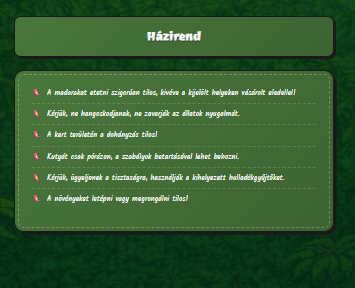 Házirend
A madarakat etetni szigorúan tilos, kivéve a kijelölt helyeken vásárolt eledellel!
Kérjük, ne hangoskodjanak, ne zavarják az állatok nyugalmát.
A kert területén a dohányzás tilos!
Kutyát csak pórázon, a szabályok betartásával lehet behozni.
Kérjük, ügyeljenek a tisztaságra, használják a kihelyezett hulladékgyűjtőket.
A növényeket letépni vagy megrongálni tilos!